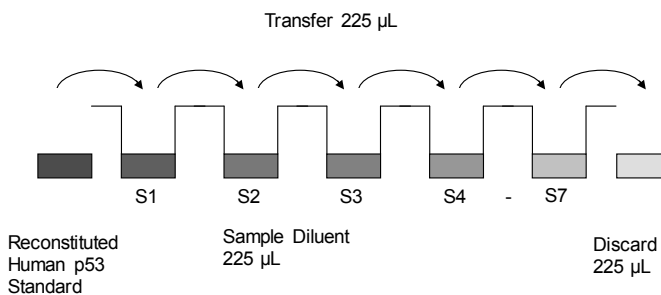 Transfer 225 µL
S1 S2 S3 S4 - S7
Reconstituted
Human p53
Standard
Sample Diluent
225 µL
Discard
225 µL